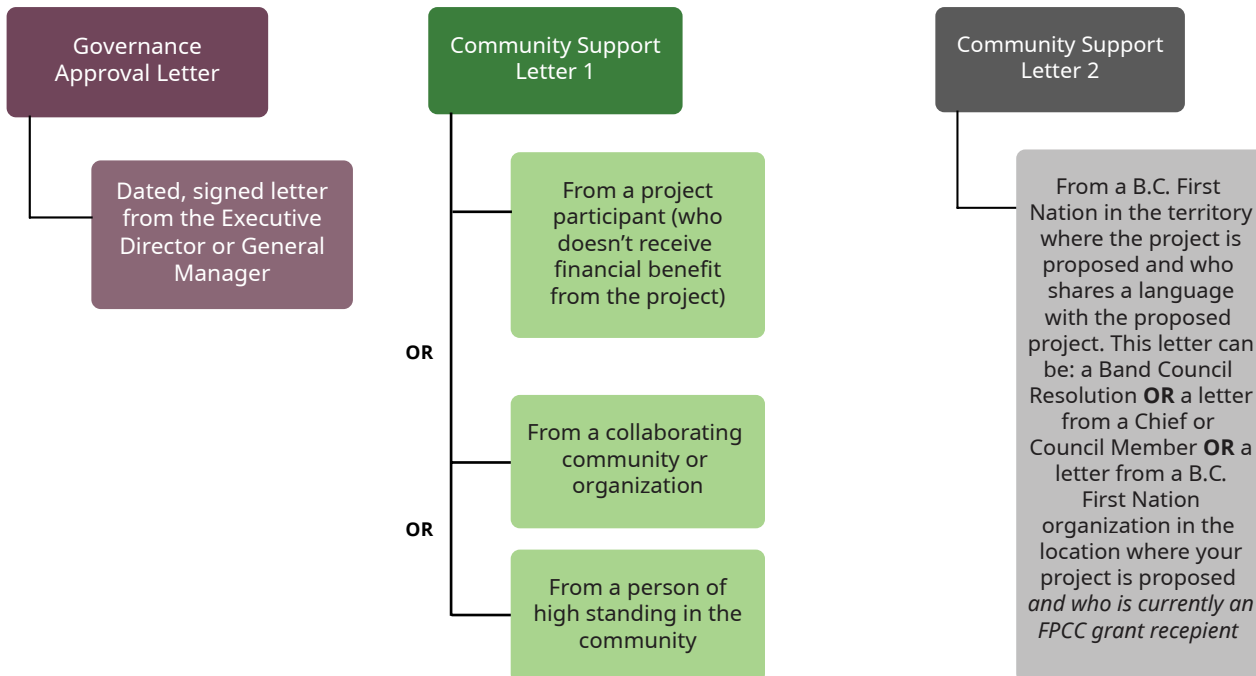 Governance
Approval Letter
Dated, signed letter
from the Executive
Director or General
Manager
Community Support
Letter 1
From a project
participant (who
doesn’t receive
financial benefit
from the project)
OR
From a collaborating
community or
organization
OR
From a person of
high standing in the
community
Community Support
Letter 2
From a B.C. First
Nation in the territory
where the project is
proposed and who
shares a language
with the proposed
project. This letter can
be: a Band Council
Resolution OR a letter
from a Chief or
Council Member OR a
letter from a B.C.
First Nation
organization in the
location where your
project is proposed
and who is currently an
FPCC grant recepient